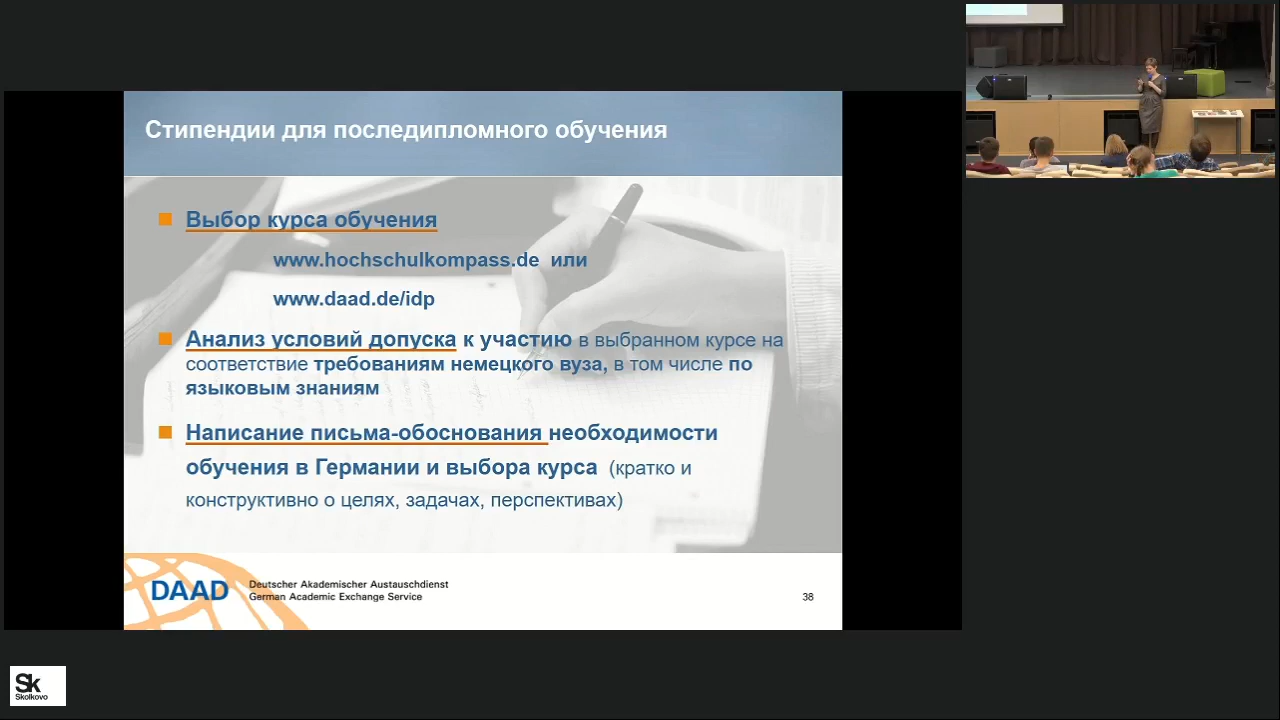 Стипендии для последипломного обучения
Выбор курса обучения
www.hochschulkompass.de или
www.daad.de/idp
Анализ условий допуска к участию в выбранном курсе на
соответствие требованиям немецкого вуза, в том числе по
языковым знаниям
Написание письма-обоснования необходимости
обучения в Германии и выбора курса (кратко и
конструктивно о целях, задачах, перспективах)
DAAD
Deutscher Akademischer Austauschdienst
German Academic Exchange Service
38
Sk
Skolkovo